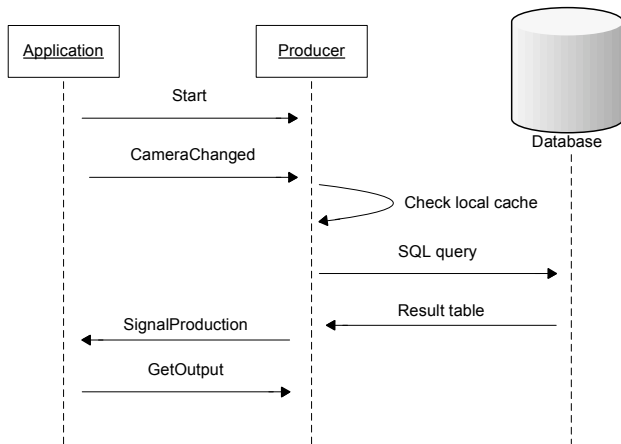 Application
Producer
Database
Start
CameraChanged
Check local cache
SQL query
Result table
SignalProduction
GetOutput